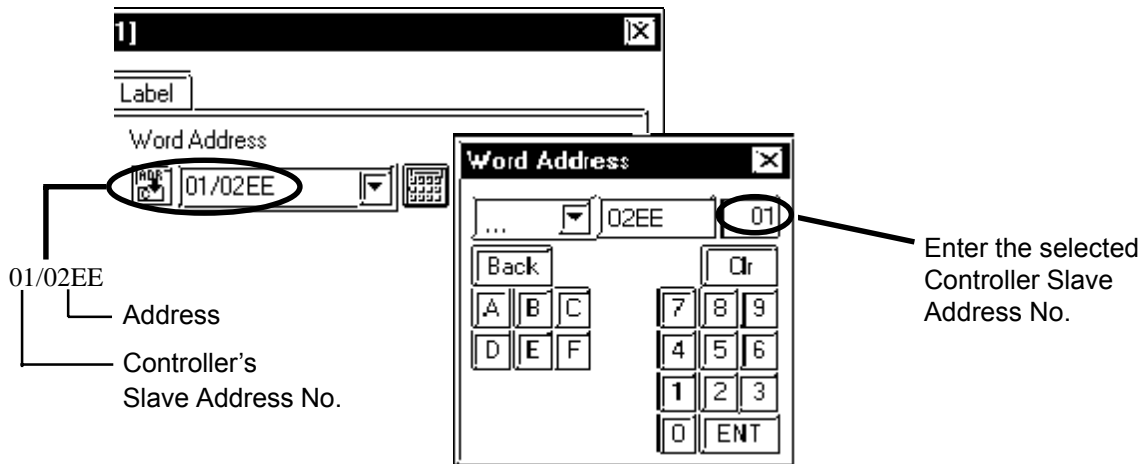 1]
Label
Word Address
ADR
C
01/02EE
Word Address
... 02EE 01
Back Clr
A B C 7 8 9
D E F 4 5 6
1 2 3
0 ENT
Enter the selected
Controller Slave
Address No.
01/02EE
Address
Controller's
Slave Address No.